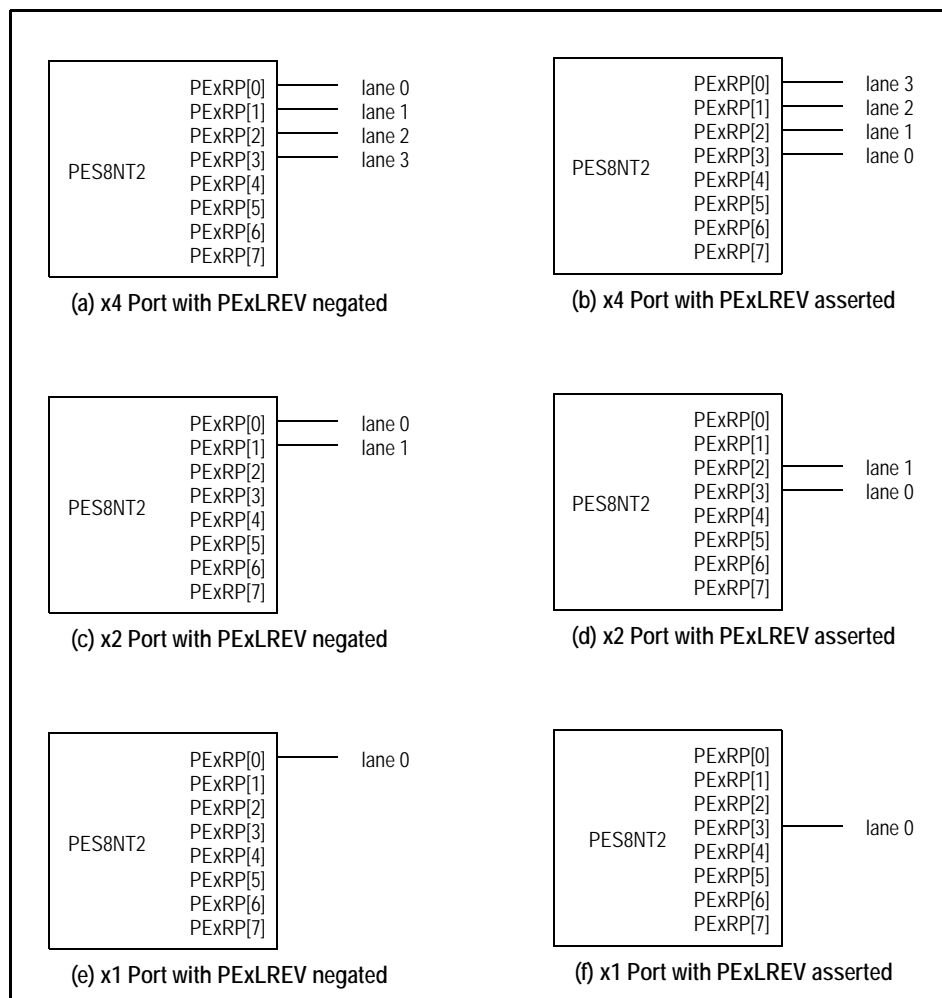 PES8NT2
PExRP[0] lane 0
PExRP[1] lane 1
PExRP[2] lane 2
PExRP[3] lane 3
PExRP[4]
PExRP[5]
PExRP[6]
PExRP[7]
(a) x4 Port with PExLREV negated
PES8NT2
PExRP[0] lane 3
PExRP[1] lane 2
PExRP[2] lane 1
PExRP[3] lane 0
PExRP[4]
PExRP[5]
PExRP[6]
PExRP[7]
(b) x4 Port with PExLREV asserted
PES8NT2
PExRP[0] lane 0
PExRP[1] lane 1
PExRP[2]
PExRP[3]
PExRP[4]
PExRP[5]
PExRP[6]
PExRP[7]
(c) x2 Port with PExLREV negated
PES8NT2
PExRP[0]
PExRP[1]
PExRP[2] lane 1
PExRP[3] lane 0
PExRP[4]
PExRP[5]
PExRP[6]
PExRP[7]
(d) x2 Port with PExLREV asserted
PES8NT2
PExRP[0] lane 0
PExRP[1]
PExRP[2]
PExRP[3]
PExRP[4]
PExRP[5]
PExRP[6]
PExRP[7]
(e) x1 Port with PExLREV negated
PES8NT2
PExRP[0]
PExRP[1]
PExRP[2]
PExRP[3] lane 0
PExRP[4]
PExRP[5]
PExRP[6]
PExRP[7]
(f) x1 Port with PExLREV asserted